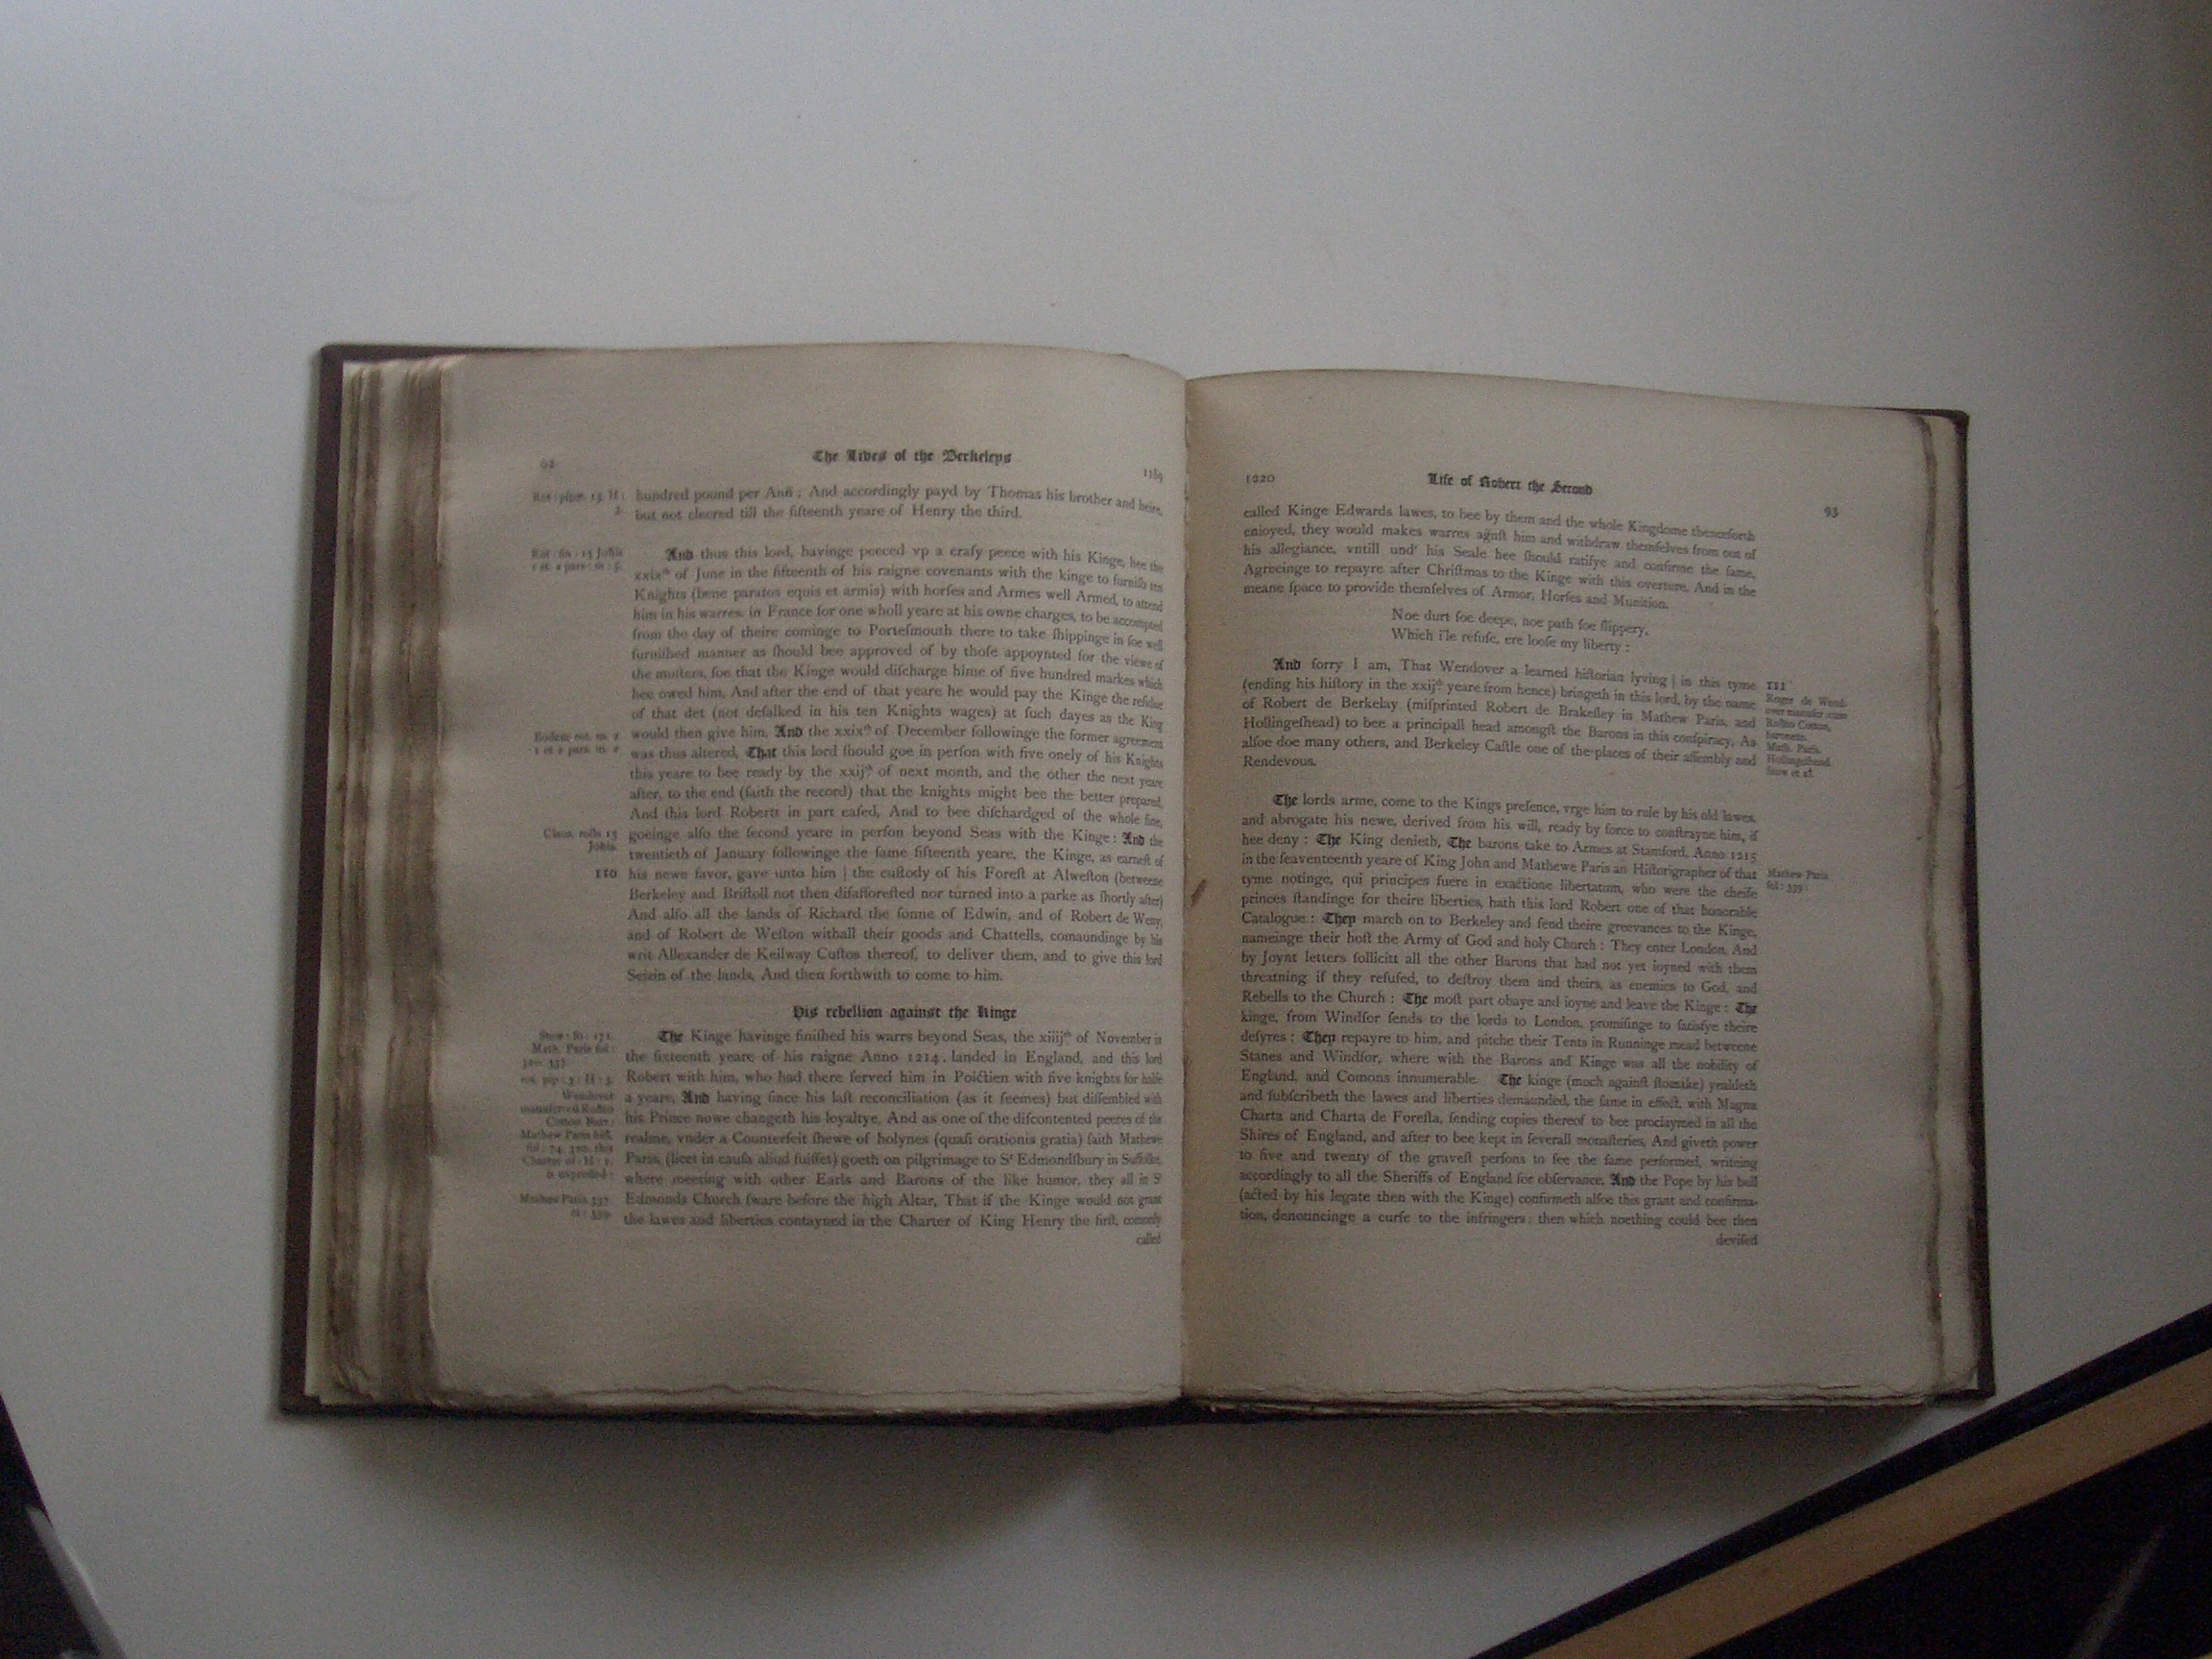 92
The Lives of the Berkeleys
1189
hundred pound per Añ; And accordingly payd by Thomas his brother and heire,
but not cleered till the fifteenth yeare of Henry the third.
And thus this lord, havinge peeced vp a craſy peece with his Kinge, hee the
xxixth of June in the fifteenth of his raigne covenants with the kinge to furniſh ten
Knights (bene paratos equis et armis) with horſes and Armes well Armed, to attend
him in his warres, in France for one wholl yeare at his owne charges, to be accompted
from the day of theire cominge to Porteſmouth there to take ſhippinge in ſoe well
furniſhed manner as ſhould bee approved of by thoſe appoynted for the viewe of
the muſters, ſoe that the Kinge would diſcharge hime of five hundred markes which
hee owed him, And after the end of that yeare he would pay the Kinge the reſidue
of that det (not defalked in his ten Knights wages) at ſuch dayes as the King
would then give him, And the xxixth of December followinge the former agreement
was thus altered, That this lord ſhould goe in perſon with five onely of his Knights
this yeare to bee ready by the xxijth of next month, and the other the next yeare
after, to the end (ſaith the record) that the knights might bee the better prepared,
And this lord Roberts in part eaſed, And to bee diſchardged of the whole fine,
goeinge alſo the ſecond yeare in perſon beyond Seas with the Kinge: And the
twentieth of January followinge the ſame fifteenth yeare, the Kinge, as earneſt of
110 his newe favor, gave unto him | the cuſtody of his Foreſt at Alweſton (betweene
Berkeley and Briſtoll not then diſafforeſted nor turned into a parke as ſhortly after)
And alſo all the lands of Richard the ſonne of Edwin, and of Robert de Weny,
and of Robert de Weſton withall their goods and Chattells, comaundinge by his
writ Allexander de Keilway Cuſtos thereof, to deliver them, and to give this lord
Seizin of the lands, And then forthwith to come to him.
His rebellion against the Kinge
The Kinge havinge finiſhed his warrs beyond Seas, the xiiijth of November in
the ſixteenth yeare of his raigne Anno 1214. landed in England, and this lord
Robert with him, who had there ſerved him in Poićtien with five knights for halfe
a yeare, And having ſince his laſt reconciliation (as it ſeemes) but diſſembled with
his Prince nowe changeth his loyaltye, And as one of the diſcontented peeres of the
realme, vnder a Counterfeit ſhewe of holynes (quaſi orationis gratia) ſaith Mathewe
Paris, (licet in cauſa aliud fuiſſet) goeth on pilgrimage to Sᵗ Edmondſbury in Suffolke,
where meeting with other Earls and Barons of the like humor, they all in Sᵗ
Edmonds Church ſware before the high Altar, That if the Kinge would not grant
the lawes and liberties contayned in the Charter of King Henry the firſt, comonly
called
Mathew Paris 337.
1220
Life of Robert the Second
93
called Kinge Edwards lawes, to bee by them and the whole Kingdome thenceforth
enioyed, they would makes warres agñſt him and withdraw themſelves from out of
his allegiance, vntill undʳ his Seale hee ſhould ratifye and confirme the ſame,
Agreeinge to repayre after Chriſtmas to the Kinge with this overture, And in the
meane ſpace to provide themſelves of Armor, Horſes and Munition.
Noe durt ſoe deepe, noe path ſoe ſlippery,
Which i'le refuſe, ere looſe my liberty:
And ſorry I am, That Wendover a learned hiſtorian lyving | in this tyme
(ending his hiſtory in the xxijth yeare from hence) bringeth in this lord, by the name
of Robert de Berkelay (miſprinted Robert de Brakeſley in Mathew Paris, and
Hollingeſhead) to bee a principall head amongſt the Barons in this conſpiracy, As
alſoe doe many others, and Berkeley Caſtle one of the places of their aſſembly and
Rendevous.
111
Roger de Wend-
over manuſcr: cum
Robto Cotton,
baronetto.
Math. Paris.
Hollingſhead.
Stow et al.
The lords arme, come to the Kings preſence, vrge him to rule by his old lawes,
and abrogate his newe, derived from his will, ready by force to conſtrayne him, if
hee deny: The King denieth, The barons take to Armes at Stamford, Anno 1215
in the ſeaventeenth yeare of King John and Mathewe Paris an Hiſtorigrapher of that
tyme notinge, qui principes fuere in exactione libertatum, who were the cheife
princes ſtandinge for theire liberties, hath this lord Robert one of that honorable
Catalogue: They march on to Berkeley and ſend theire greevances to the Kinge,
nameinge their hoſt the Army of God and holy Church: They enter London, And
by Joynt letters ſollicitt all the other Barons that had not yet ioyned with them
threatning if they refuſed, to deſtroy them and theirs, as enemies to God, and
Rebells to the Church: The moſt part obaye and ioyne and leave the Kinge: The
kinge, from Windſor ſends to the lords to London, promiſinge to ſatisfye theire
deſyres: They repayre to him, and pitche their Tents in Runninge mead betweene
Stanes and Windſor, where with the Barons and Kinge was all the nobility of
England, and Comons innumerable. The kinge (much againſt ſtomake) yealdeth
and ſubſcribeth the lawes and liberties demaunded, the ſame in effect, with Magna
Charta and Charta de Foreſta, ſending copies thereof to bee proclaymed in all the
Shires of England, and after to bee kept in ſeverall monaſteries, And giveth power
to five and twenty of the graveſt perſons to ſee the ſame performed, writeing
accordingly to all the Sheriffs of England for obſervance, And the Pope by his bull
(acted by his legate then with the Kinge) confirmeth alſoe this grant and confirma-
tion, denouncinge a curſe to the infringers: then which noething could bee then
deviſed
Mathew Paris
fol: 339: